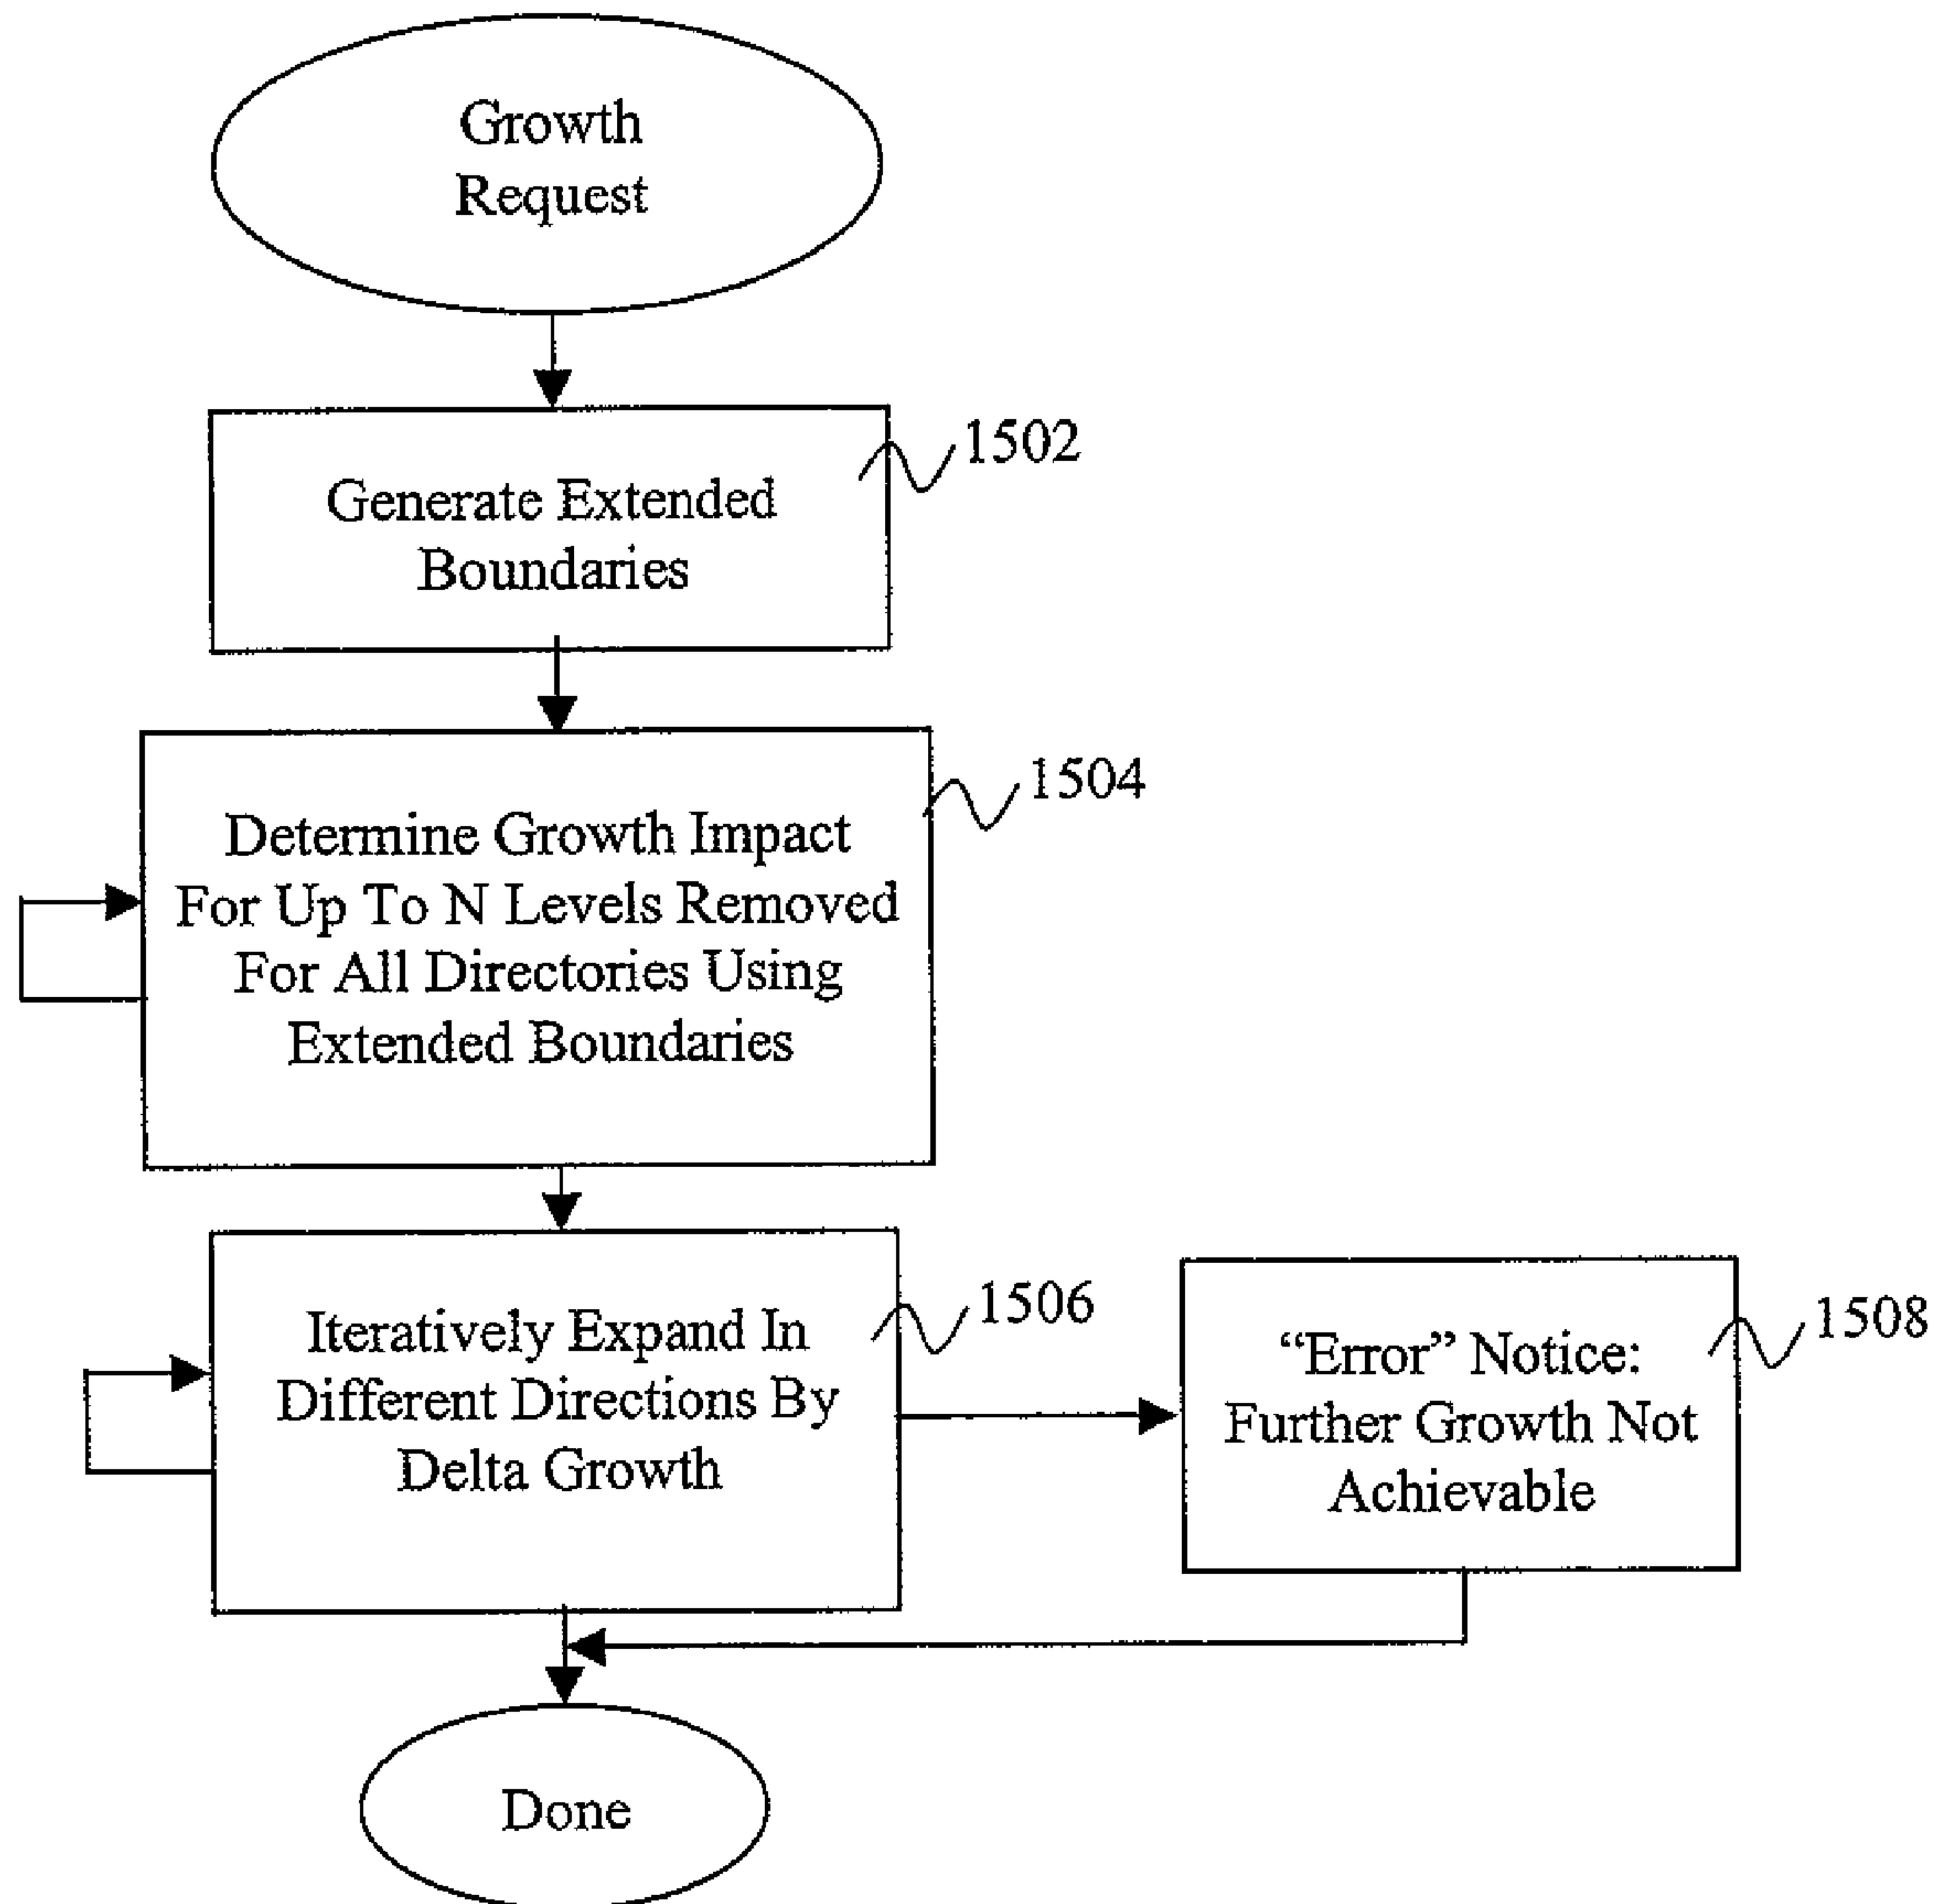 Growth
Request
1502
Generate Extended
Boundaries
1504
Determine Growth Impact
For Up To N Levels Removed
For All Directories Using
Extended Boundaries
1506
Iteratively Expand In
Different Directions By
Delta Growth
1508
“Error” Notice:
Further Growth Not
Achievable
Done